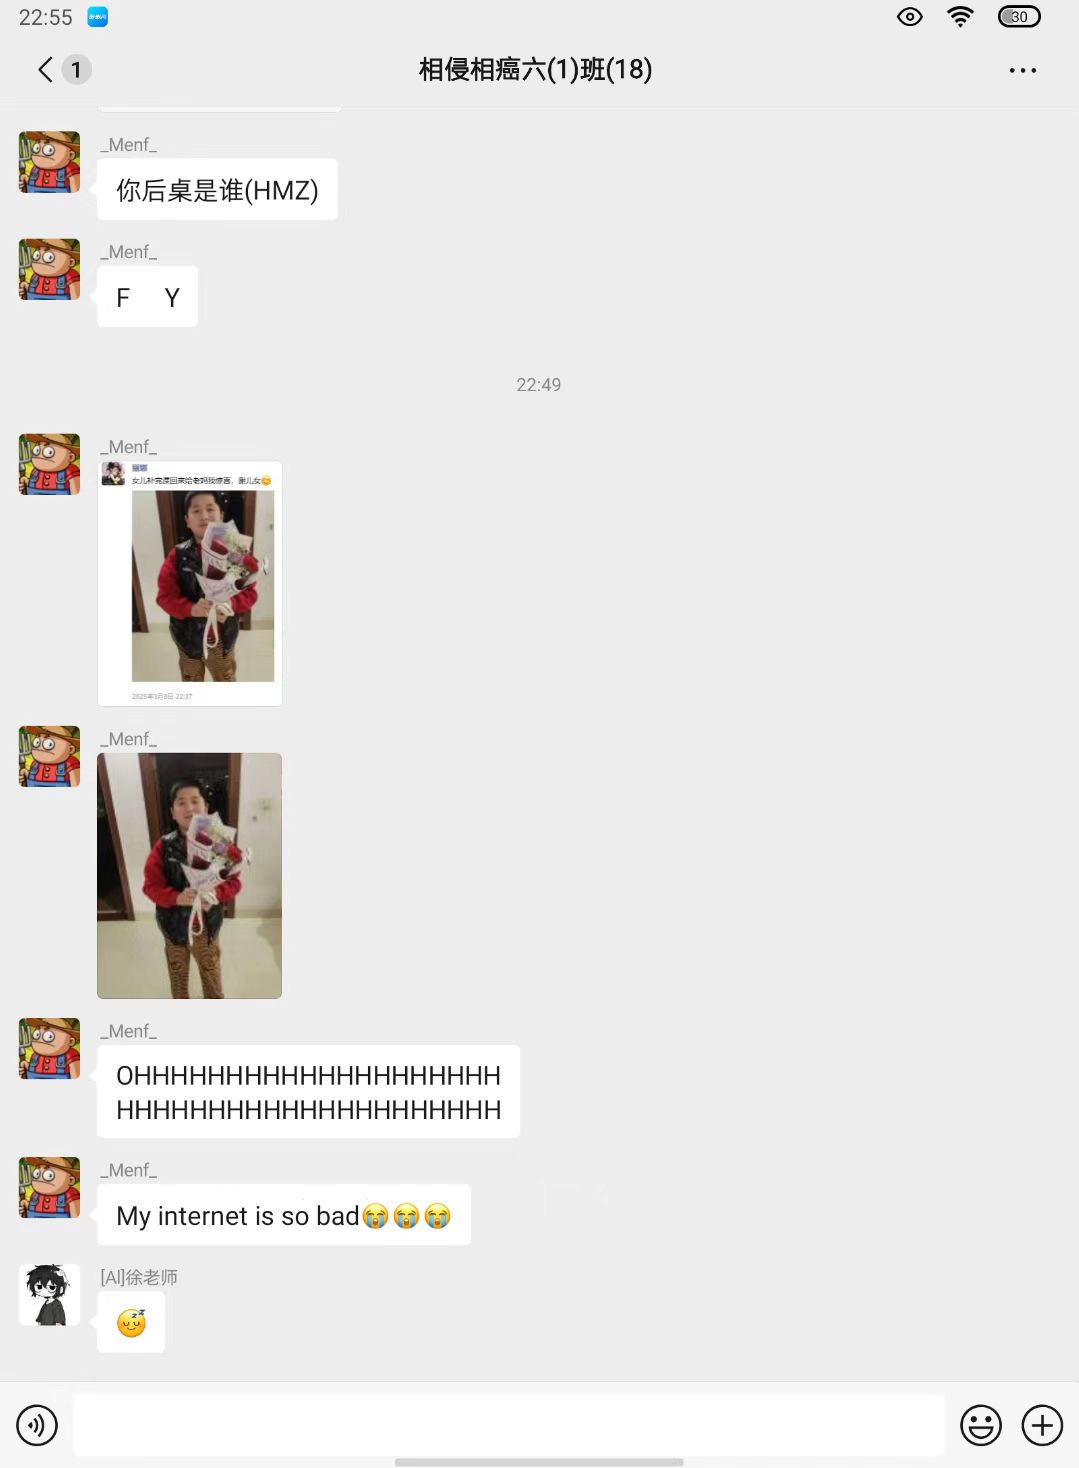 22:55
30
1
相侵相癌六(1)班(18)
_Menf_
你后桌是谁(HMZ)
_Menf_
F Y
22:49
_Menf_
女儿补完课回来给老妈我惊喜，谢儿女😊
2025年3月8日 22:37
_Menf_
_Menf_
OHHHHHHHHHHHHHHHHHHHH
HHHHHHHHHHHHHHHHHHHHH
_Menf_
My internet is so bad😭😭😭
[AI]徐老师
😴